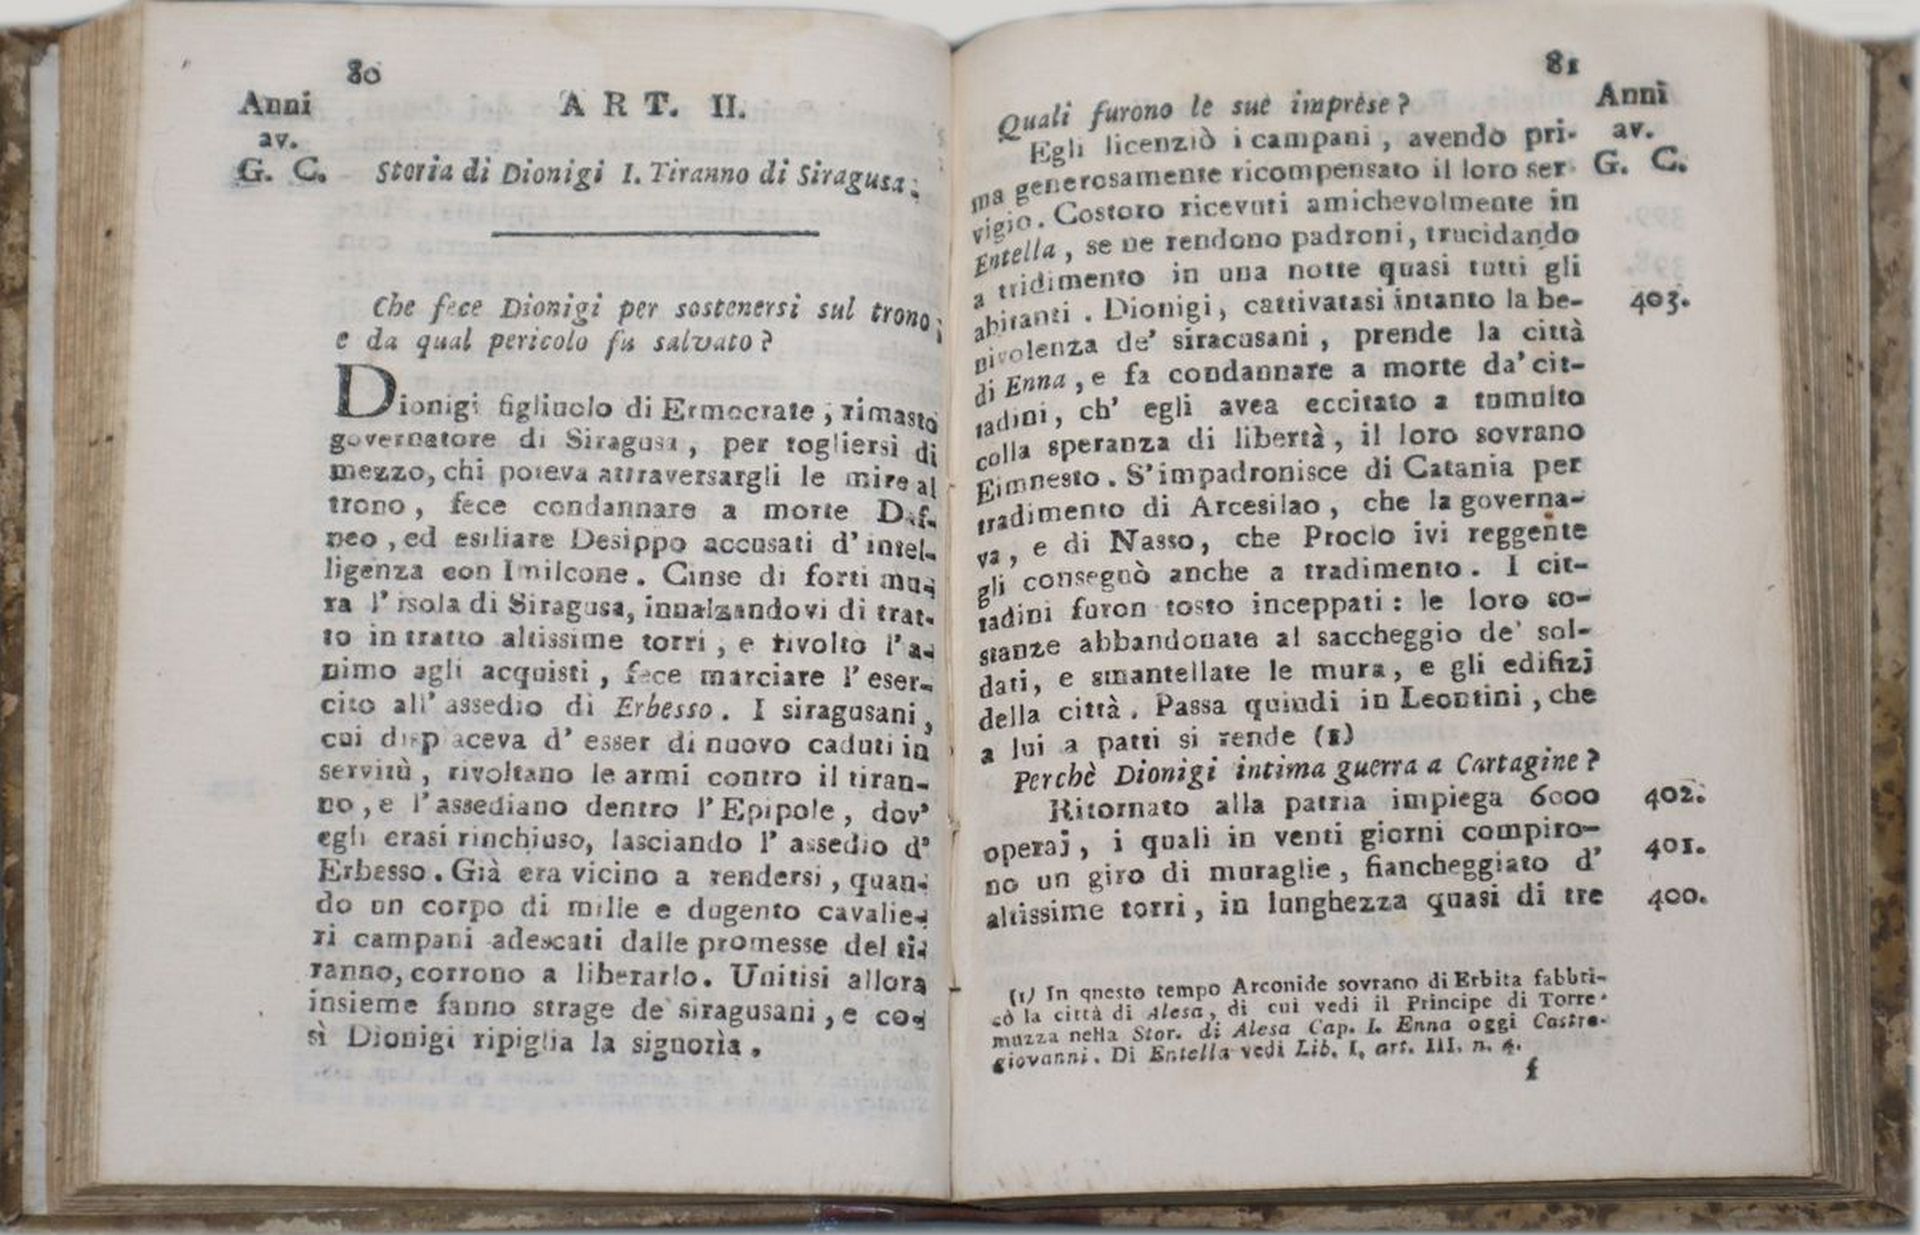 80
Anni
av.
G. C.
ART. II.
Storia di Dionigi I. Tiranno di Siragusa.
Che fece Dionigi per sostenersi sul trono,
e da qual pericolo fu salvato?
Dionigi figliuolo di Ermocrate, rimasto
governatore di Siragusa, per togliersi di
mezzo, chi poteva attraversargli le mire al
trono, fece condannare a morte Daf-
neo, ed esiliare Desippo accusati d' intel-
ligenza con Imilcone. Cinse di forti mu-
ra l' isola di Siragusa, innalzandovi di trat-
to in tratto altissime torri, e rivolto l' a-
nimo agli acquisti, fece marciare l' eser-
cito all' assedio di Erbesso. I siragusani,
cui dispiaceva d' esser di nuovo caduti in
servitù, rivoltano le armi contro il tiran-
no, e l' assediano dentro l' Epipole, dov'
egli erasi rinchiuso, lasciando l' assedio d'
Erbesso. Già era vicino a rendersi, quan-
do un corpo di mille e dugento cavalie-
ri campani adescati dalle promesse del ti-
ranno, corrono a liberarlo. Unitisi allora
insieme fanno strage de' siragusani, e co-
sì Dionigi ripiglia la signorìa.
81
Anni
av.
G. C.
Quali furono le sue imprese?
Egli licenziò i campani, avendo pri-
ma generosamente ricompensato il loro ser-
vigio. Costoro ricevuti amichevolmente in
Entella, se ne rendono padroni, trucidando
a tridimento in una notte quasi tutti gli
abitanti. Dionigi, cattivatasi intanto la be- 403.
nivolenza de' siracusani, prende la città
di Enna, e fa condannare a morte da' cit-
tadini, ch' egli avea eccitato a tumulto
colla speranza di libertà, il loro sovrano
Eimnesto. S' impadronisce di Catania per
tradimento di Arcesilao, che la governa-
va, e di Nasso, che Proclo ivi reggente
gli consegnò anche a tradimento. I cit-
tadini furon tosto inceppati: le loro so-
stanze abbandonate al saccheggio de' sol-
dati, e smantellate le mura, e gli edifizj
della città. Passa quindi in Leontini, che
a lui a patti si rende (1)
Perchè Dionigi intima guerra a Cartagine?
Ritornato alla patria impiega 6000 402.
operaj, i quali in venti giorni compiro- 401.
no un giro di muraglie, fiancheggiato d'
altissime torri, in lunghezza quasi di tre 400.
(1) In questo tempo Arconide sovrano di Erbita fabbri-
cò la città di Alesa, di cui vedi il Principe di Torre-
muzza nella Stor. di Alesa Cap. I. Enna oggi Castro-
giovanni. Di Entella vedi Lib. I. art. III. n. 4.
f